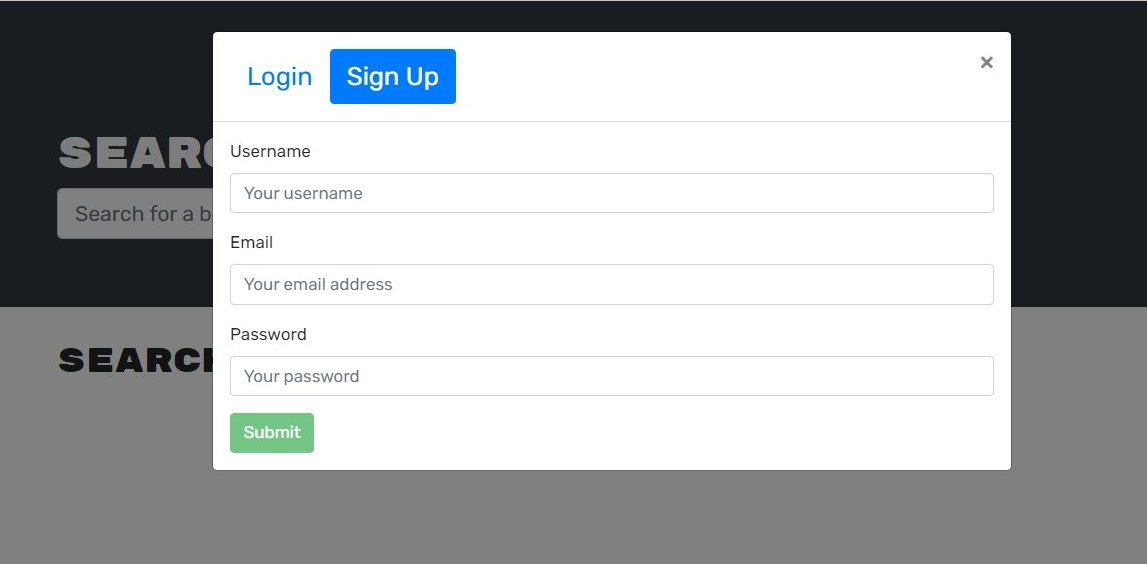 Login Sign Up ×
SEARC
Username
Your username
Search for a b
Email
Your email address
Password
SEARCH
Your password
Submit